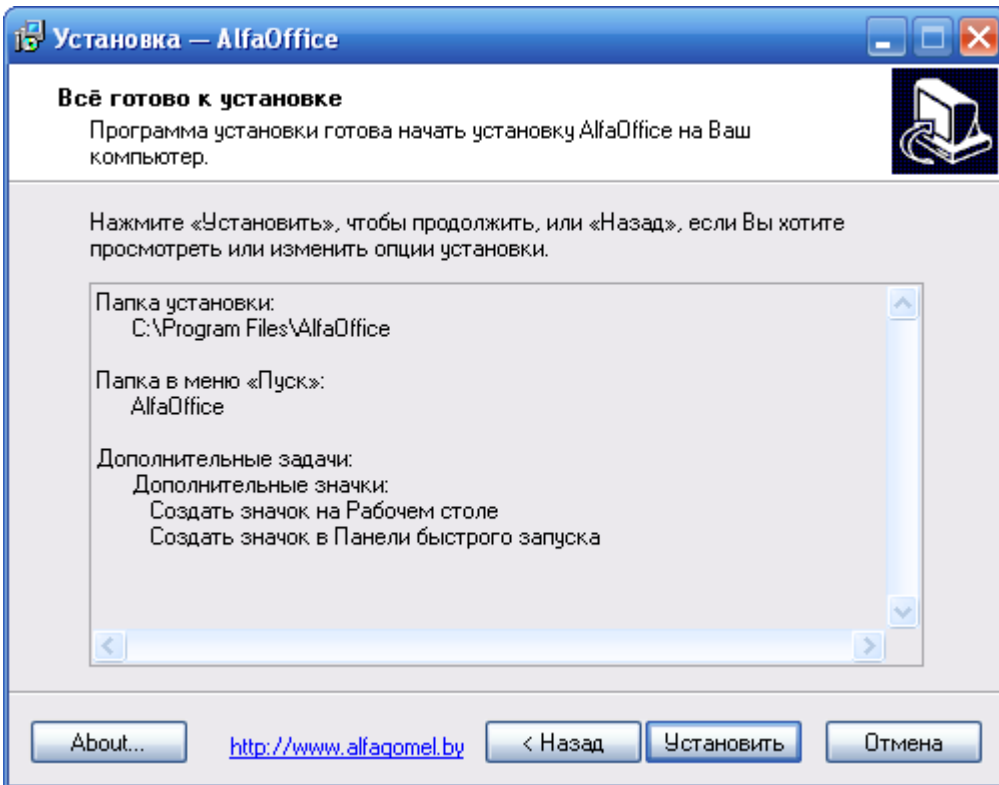 Установка — AlfaOffice
Всё готово к установке
Программа установки готова начать установку AlfaOffice на Ваш
компьютер.
Нажмите «Установить», чтобы продолжить, или «Назад», если Вы хотите
просмотреть или изменить опции установки.
Папка установки:
C:\Program Files\AlfaOffice
Папка в меню «Пуск»:
AlfaOffice
Дополнительные задачи:
Дополнительные значки:
Создать значок на Рабочем столе
Создать значок в Панели быстрого запуска
About... http://www.alfagomel.by < Назад Установить Отмена